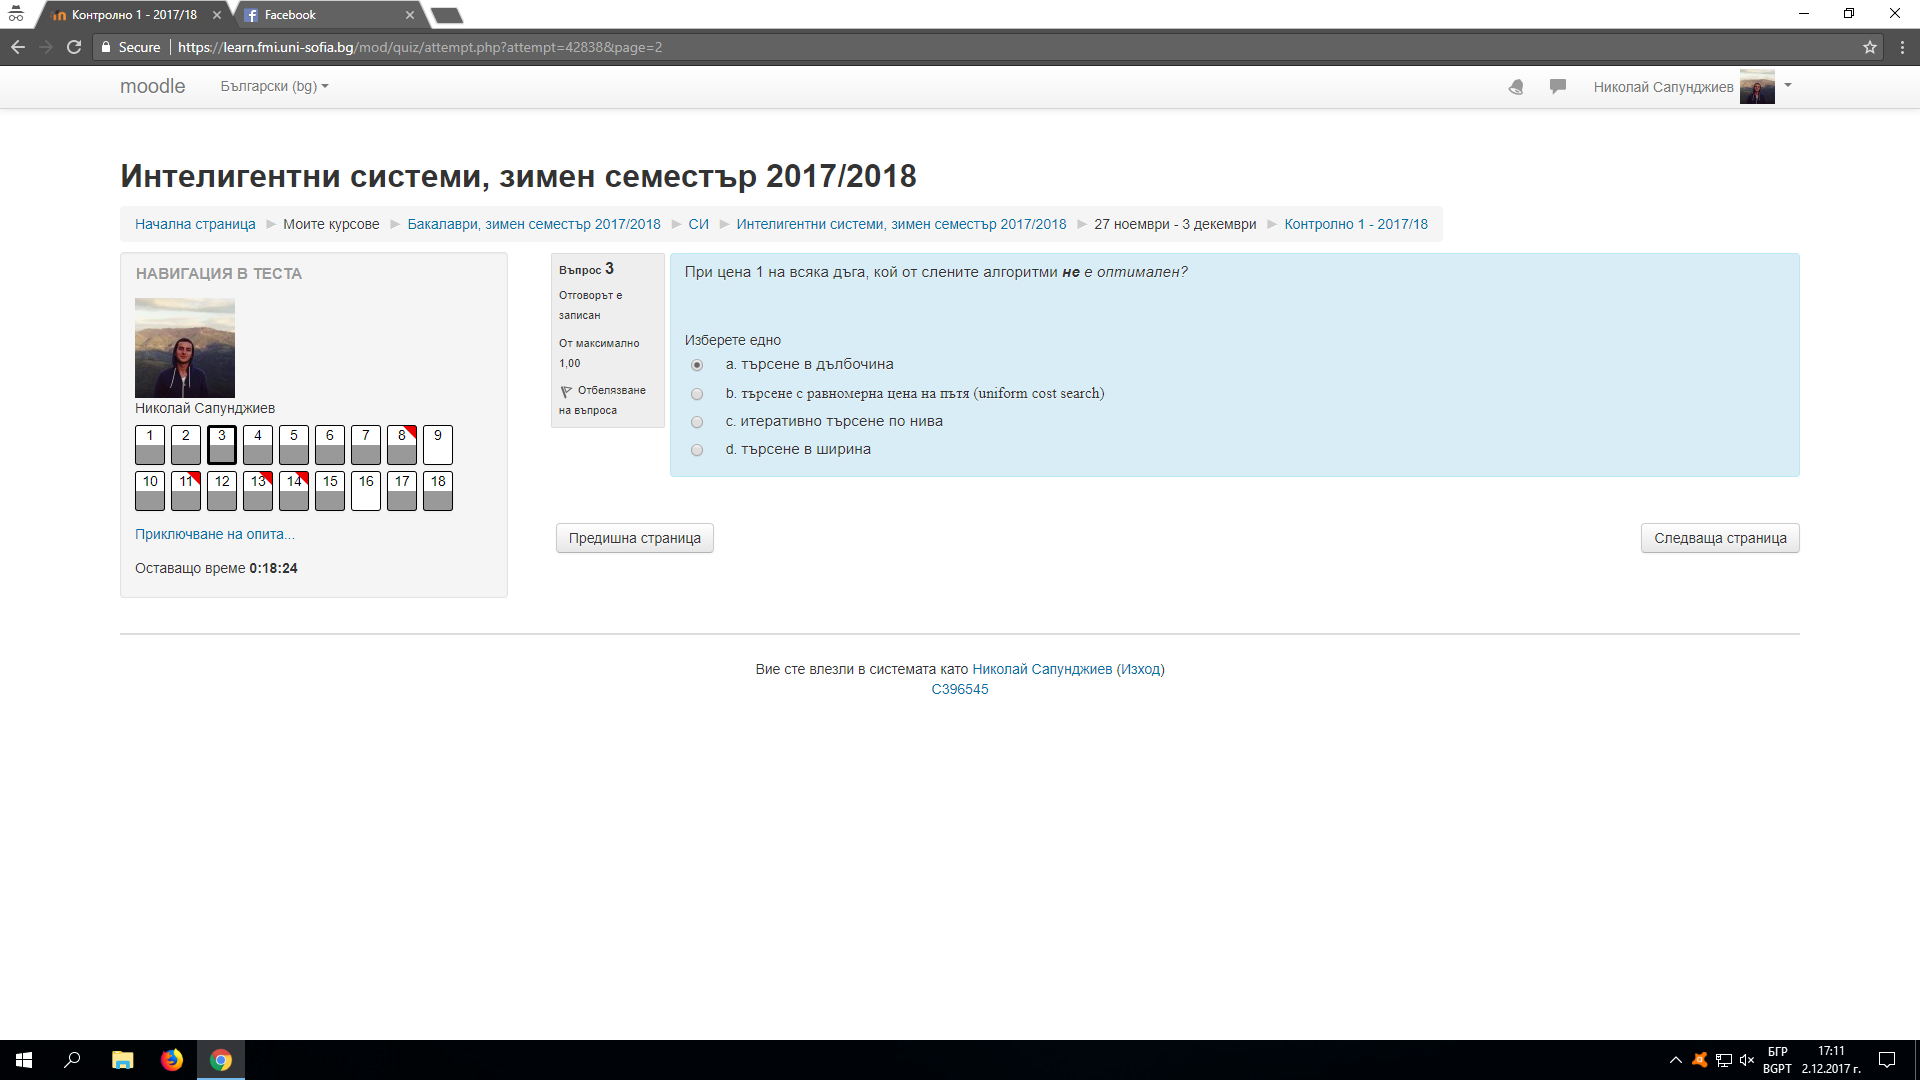 Контролно 1 - 2017/18
Facebook
Secure
https://learn.fmi.uni-sofia.bg/mod/quiz/attempt.php?attempt=42838&page=2
moodle
Български (bg)
Николай Сапунджиев
Интелигентни системи, зимен семестър 2017/2018
Начална страница ► Моите курсове ► Бакалаври, зимен семестър 2017/2018 ► СИ ► Интелигентни системи, зимен семестър 2017/2018 ► 27 ноември - 3 декември ► Контролно 1 - 2017/18
НАВИГАЦИЯ В ТЕСТА
Николай Сапунджиев
1 2 3 4 5 6 7 8 9
10 11 12 13 14 15 16 17 18
Приключване на опита...
Оставащо време 0:18:24
Въпрос 3
Отговорът е
записан
От максимално
1,00
Отбелязване
на въпроса
При цена 1 на всяка дъга, кой от слените алгоритми не е оптимален?
Изберете едно
a. търсене в дълбочина
b. търсене с равномерна цена на пътя (uniform cost search)
c. итеративно търсене по нива
d. търсене в ширина
Предишна страница
Следваща страница
Вие сте влезли в системата като Николай Сапунджиев (Изход)
СИ396545
БГР
BGPT
17:11
2.12.2017 г.